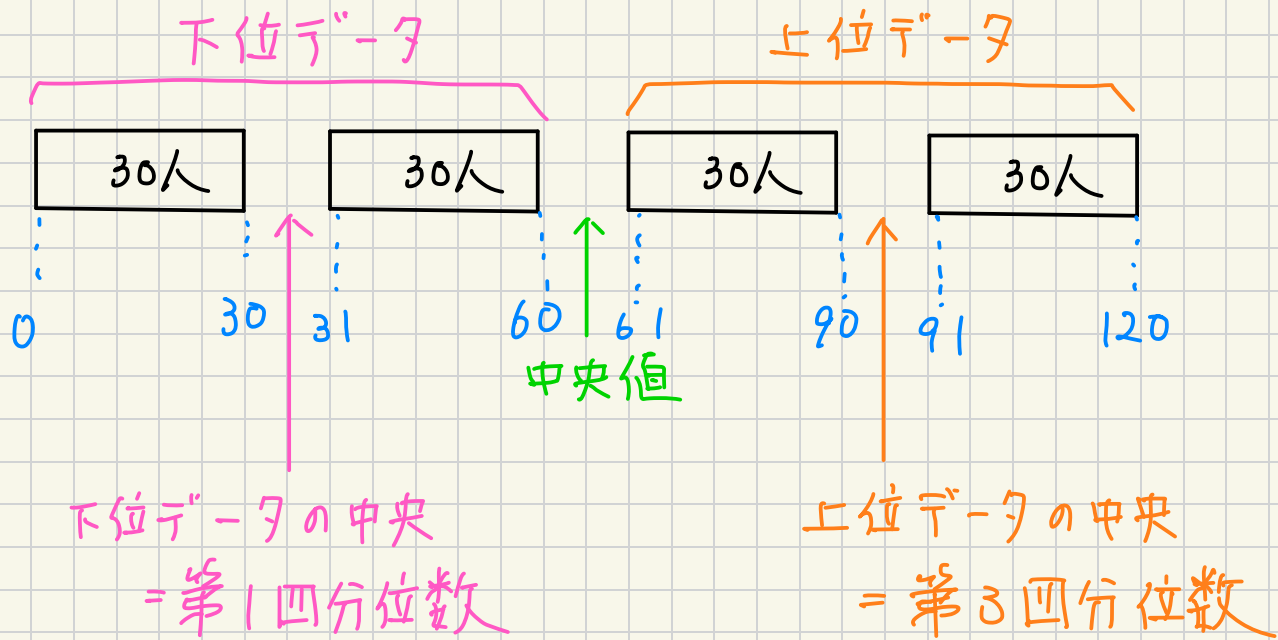 下位データ 上位データ
30人 30人 30人 30人
0 30 31 60 61 90 91 120
中央値
下位データの中央 上位データの中央
=第1四分位数 =第3四分位数